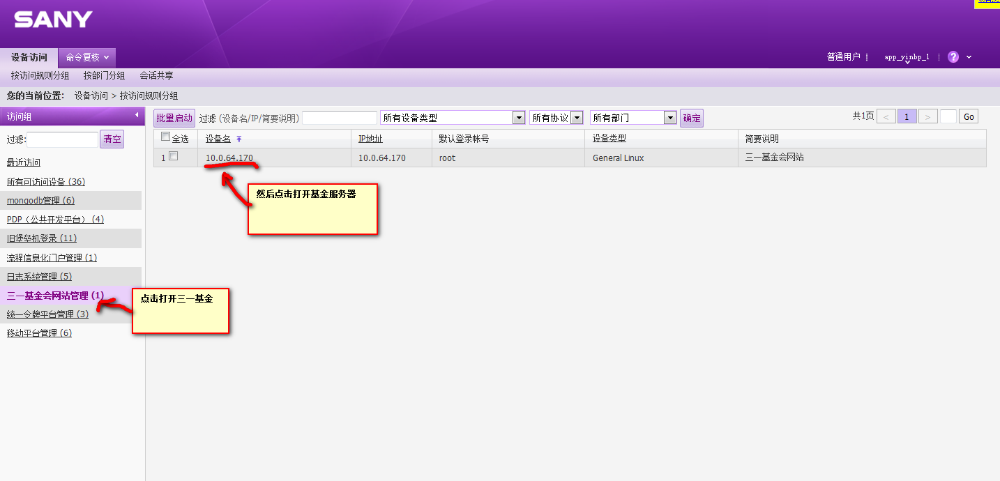 SANY
设备访问 命令复核
普通用户 app_yinbp_1 ?
按访问规则分组 按部门分组 会话共享
您的当前位置: 设备访问 > 按访问规则分组
访问组
过滤: 清空
最近访问
所有可访问设备 (36)
mongodb管理 (6)
PDP（公共开发平台） (4)
旧堡垒机登录 (11)
流程信息化门户管理 (1)
日志系统管理 (5)
三一基金会网站管理 (1)
统一令牌平台管理 (3)
移动平台管理 (6)
批量启动 过滤 (设备名/IP/简要说明) 所有设备类型 所有协议 所有部门 确定
共1页 < 1 > Go
全选 设备名 IP地址 默认登录帐号 设备类型 简要说明
1 10.0.64.170 10.0.64.170 root General Linux 三一基金会网站
然后点击打开基金服务器
点击打开三一基金